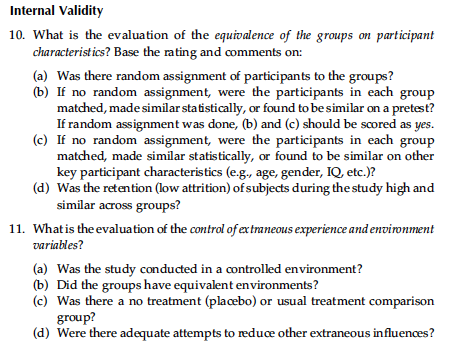 Internal Validity
10. What is the evaluation of the equivalence of the groups on participant
characteristics? Base the rating and comments on:
(a) Was there random assignment of participants to the groups?
(b) If no random assignment, were the participants in each group
matched, made similar statistically, or found to be similar on a pretest?
If random assignment was done, (b) and (c) should be scored as yes.
(c) If no random assignment, were the participants in each group
matched, made similar statistically, or found to be similar on other
key participant characteristics (e.g., age, gender, IQ, etc.)?
(d) Was the retention (low attrition) of subjects during the study high and
similar across groups?
11. What is the evaluation of the control of extraneous experience and environment
variables?
(a) Was the study conducted in a controlled environment?
(b) Did the groups have equivalent environments?
(c) Was there a no treatment (placebo) or usual treatment comparison
group?
(d) Were there adequate attempts to reduce other extraneous influences?